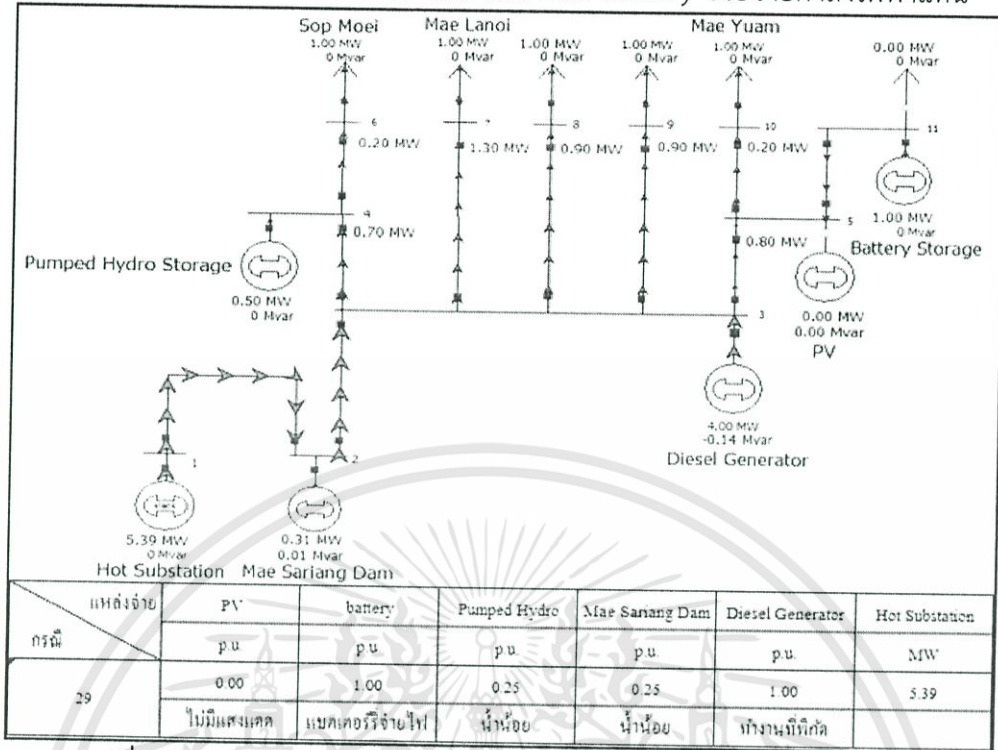 Sop Moei Mae Lanoi Mae Yuam
1.00 MW 1.00 MW 1.00 MW 1.00 MW 1.00 MW 0.00 MW
0 Mvar 0 Mvar 0 Mvar 0 Mvar 0 Mvar 0 Mvar
6 7 8 9 10 11
0.20 MW 1.30 MW 0.90 MW 0.90 MW 0.20 MW
1.00 MW
0 Mvar
Battery Storage
4 5
0.70 MW 0.80 MW
Pumped Hydro Storage
0.50 MW
0 Mvar
0.00 MW
0.00 Mvar
PV
3
4.00 MW
-0.14 Mvar
Diesel Generator
1 2
5.39 MW 0.31 MW
0 Mvar 0.01 Mvar
Hot Substation Mae Sariang Dam
แหล่งจ่าย PV battery Pumped Hydro Mae Sariang Dam Diesel Generator Hot Substation
กรณี p.u. p.u. p.u. p.u. p.u. MW
29 0.00 1.00 0.25 0.25 1.00 5.39
ไม่มีแสงแดด แบตเตอรี่จ่ายไฟ น้ำน้อย น้ำน้อย ทำงานที่พิกัด